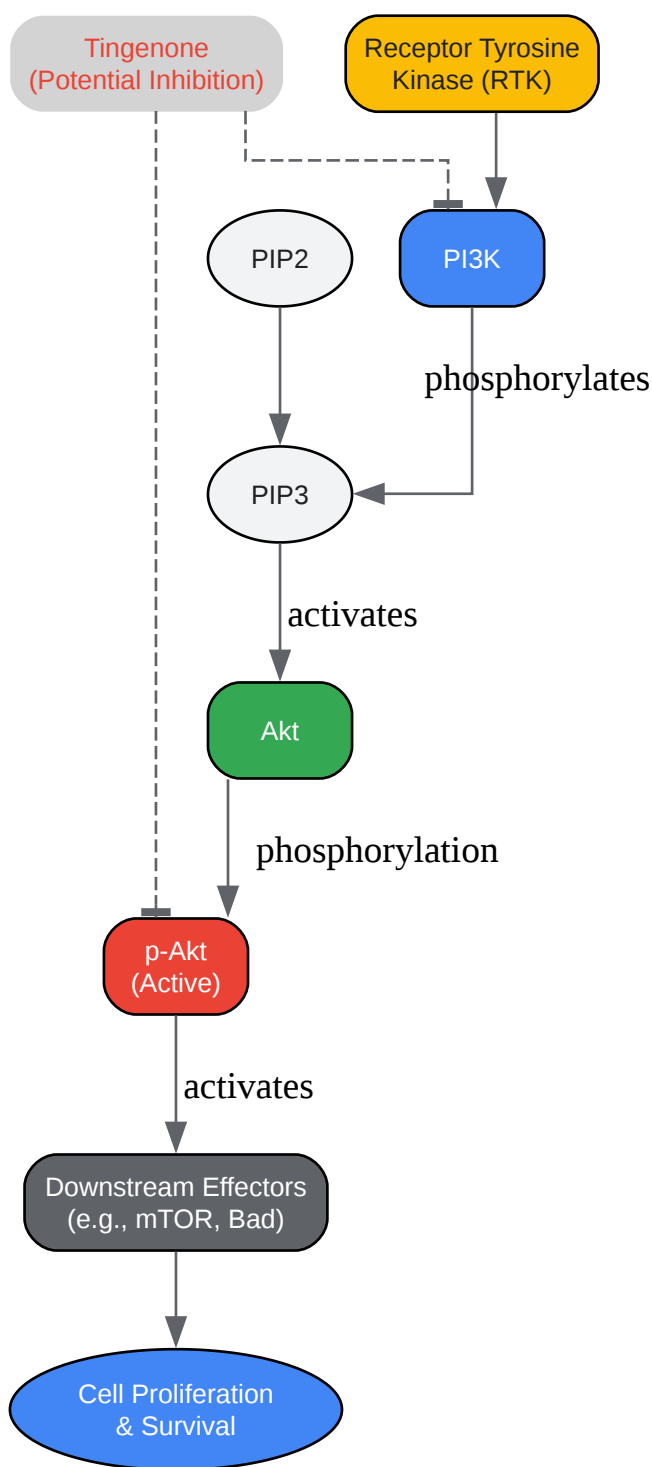 Tingenone
(Potential Inhibition)
Receptor Tyrosine
Kinase (RTK)
PIP2
PI3K
phosphorylates
PIP3
activates
Akt
phosphorylation
p-Akt
(Active)
activates
Downstream Effectors
(e.g., mTOR, Bad)
Cell Proliferation
& Survival